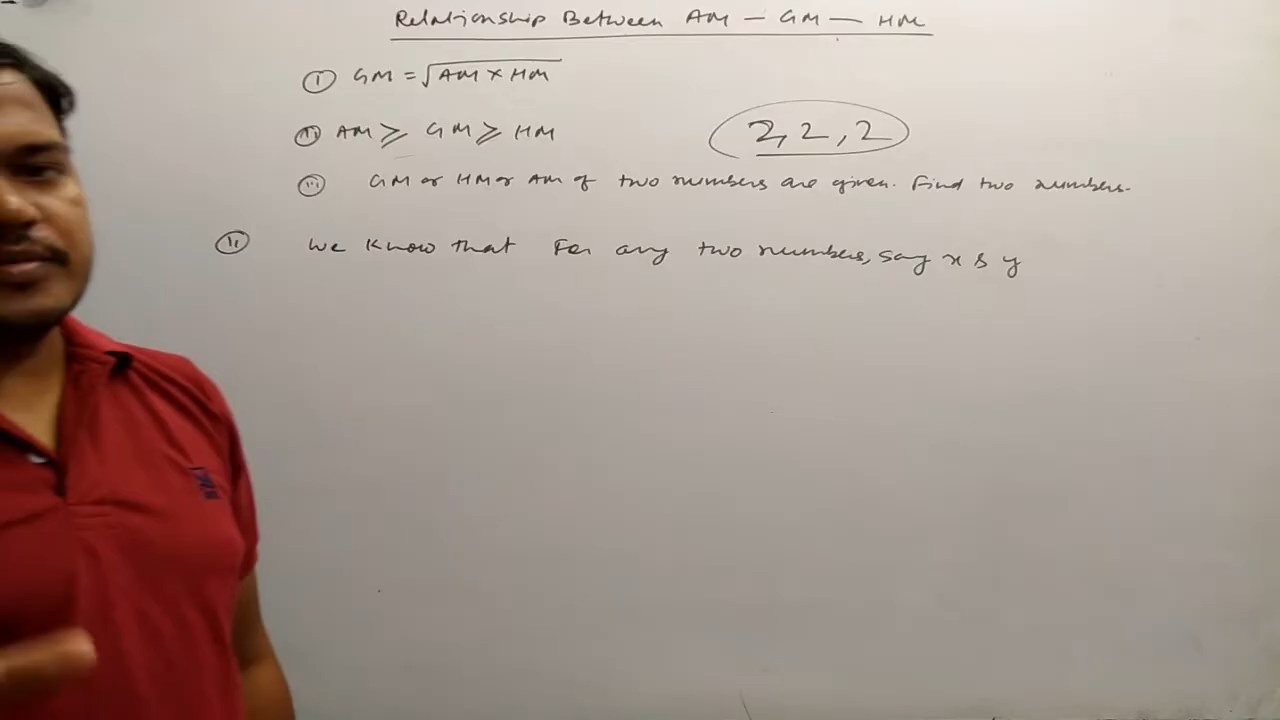 Relationship Between AM – GM – HM
(i) GM = √AM × HM
(ii) AM ≥ GM ≥ HM
2, 2, 2
(iii) GM or HM or AM of two numbers are given. Find two numbers.
(ii) We know that For any two numbers, say x & y